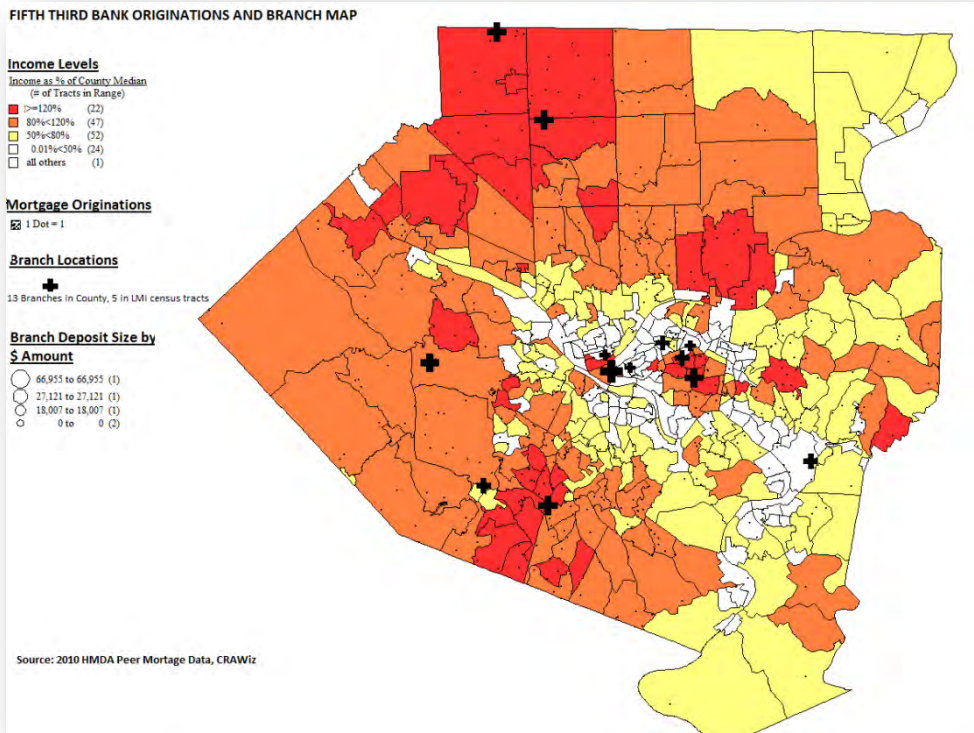 FIFTH THIRD BANK ORIGINATIONS AND BRANCH MAP
Income Levels
Income as % of County Median
(# of Tracts in Range)
>=120% (22)
80%<120% (47)
50%<80% (52)
0.01%<50% (24)
all others (1)
Mortgage Originations
1 Dot = 1
Branch Locations
13 Branches in County, 5 in LMI census tracts
Branch Deposit Size by
$ Amount
66,955 to 66,955 (1)
27,121 to 27,121 (1)
18,007 to 18,007 (1)
0 to 0 (2)
Source: 2010 HMDA Peer Mortage Data, CRAWiz